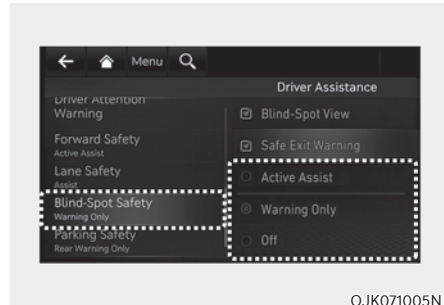 Menu
Driver Assistance
Driver Attention
Warning
Forward Safety
Active Assist
Lane Safety
Assist
Blind-Spot Safety
Warning Only
Parking Safety
Rear Warning Only
Blind-Spot View
Safe Exit Warning
Active Assist
Warning Only
Off
OJK071005N